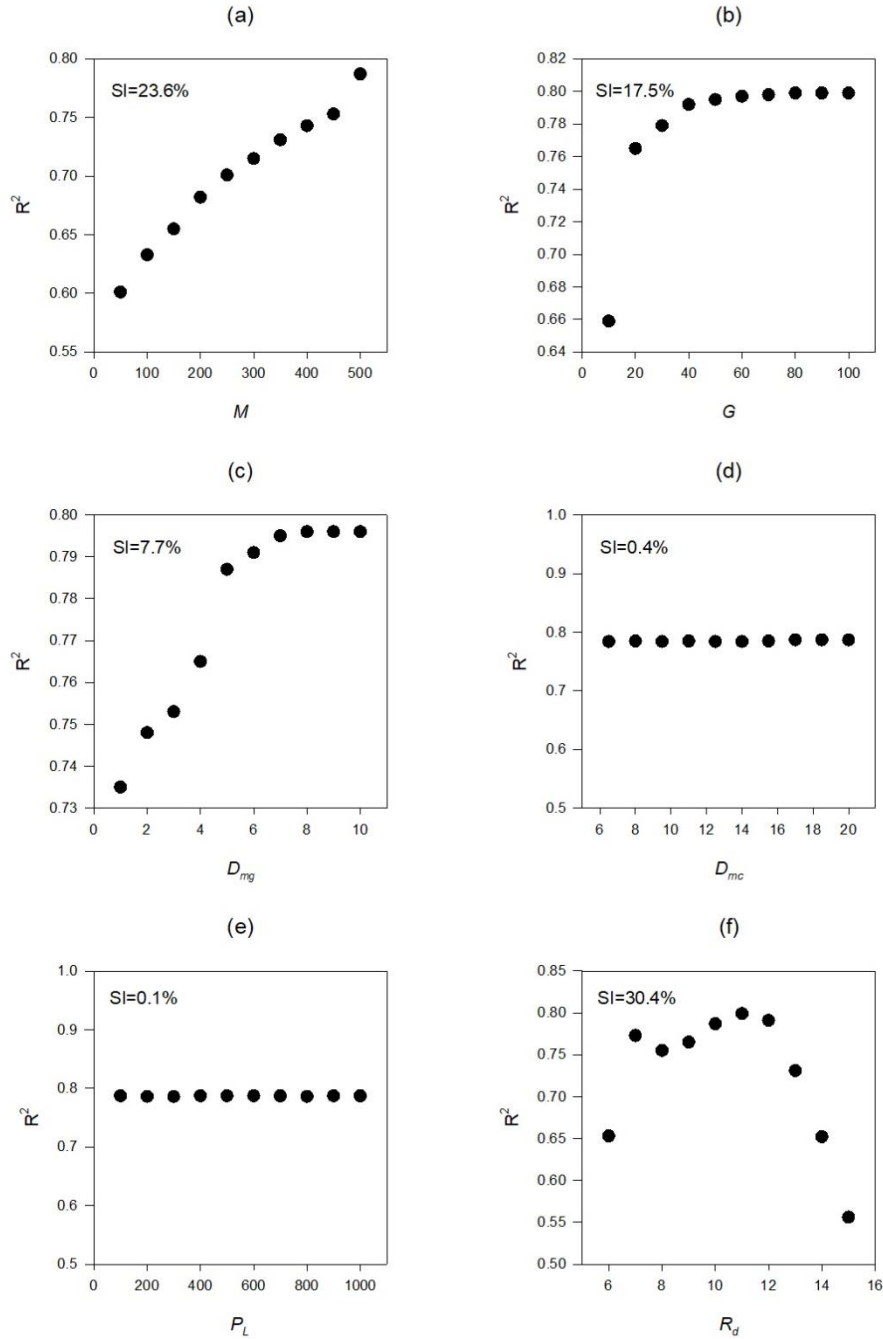 (a)
SI=23.6%
0.80
0.75
0.70
0.65
0.60
0.55
R²
0 100 200 300 400 500
M
(b)
SI=17.5%
0.82
0.80
0.78
0.76
0.74
0.72
0.70
0.68
0.66
0.64
R²
0 20 40 60 80 100
G
(c)
SI=7.7%
0.80
0.79
0.78
0.77
0.76
0.75
0.74
0.73
R²
0 2 4 6 8 10
D_mg
(d)
SI=0.4%
1.0
0.9
0.8
0.7
0.6
0.5
R²
6 8 10 12 14 16 18 20
D_mc
(e)
SI=0.1%
1.0
0.9
0.8
0.7
0.6
0.5
R²
0 200 400 600 800 1000
P_L
(f)
SI=30.4%
0.85
0.80
0.75
0.70
0.65
0.60
0.55
0.50
R²
6 8 10 12 14 16
R_d